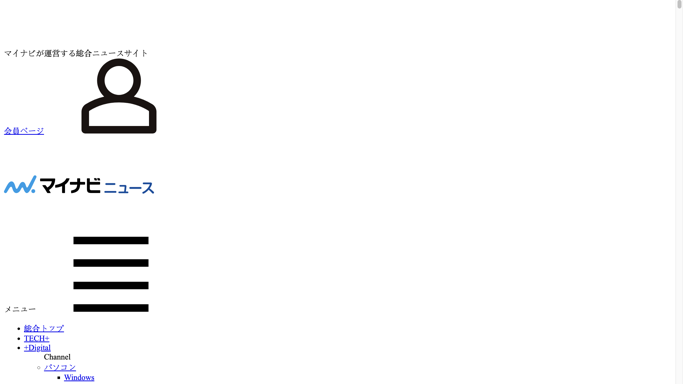 マイナビが運営する総合ニュースサイト
会員ページ
マイナビニュース
メニュー
総合トップ
TECH+
+Digital
Channel
パソコン
Windows